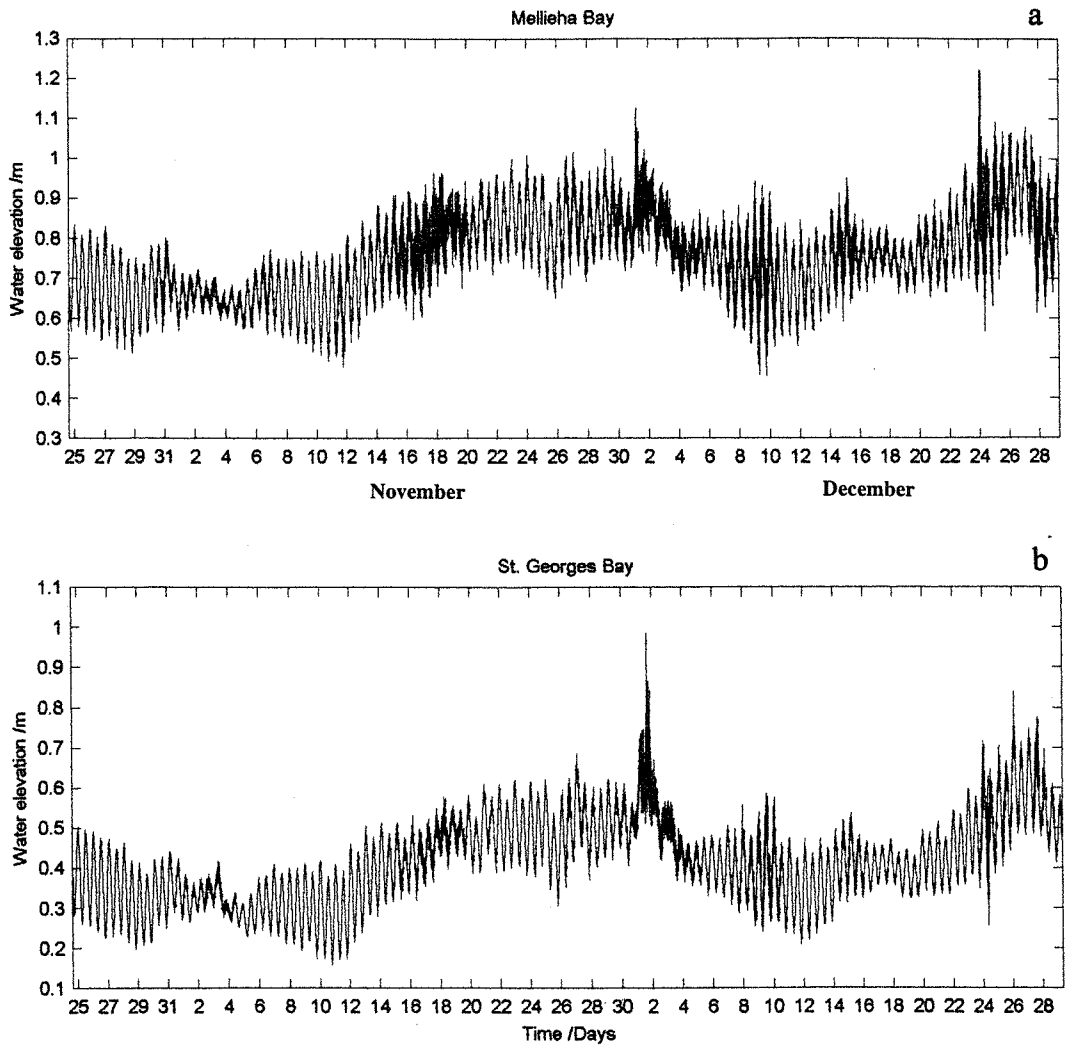 Mellieha Bay
a
Water elevation /m
1.3
1.2
1.1
1
0.9
0.8
0.7
0.6
0.5
0.4
0.3
25 27 29 31 2 4 6 8 10 12 14 16 18 20 22 24 26 28 30 2 4 6 8 10 12 14 16 18 20 22 24 26 28
November December
St. Georges Bay
b
Water elevation /m
1.1
1
0.9
0.8
0.7
0.6
0.5
0.4
0.3
0.2
0.1
25 27 29 31 2 4 6 8 10 12 14 16 18 20 22 24 26 28 30 2 4 6 8 10 12 14 16 18 20 22 24 26 28
Time /Days